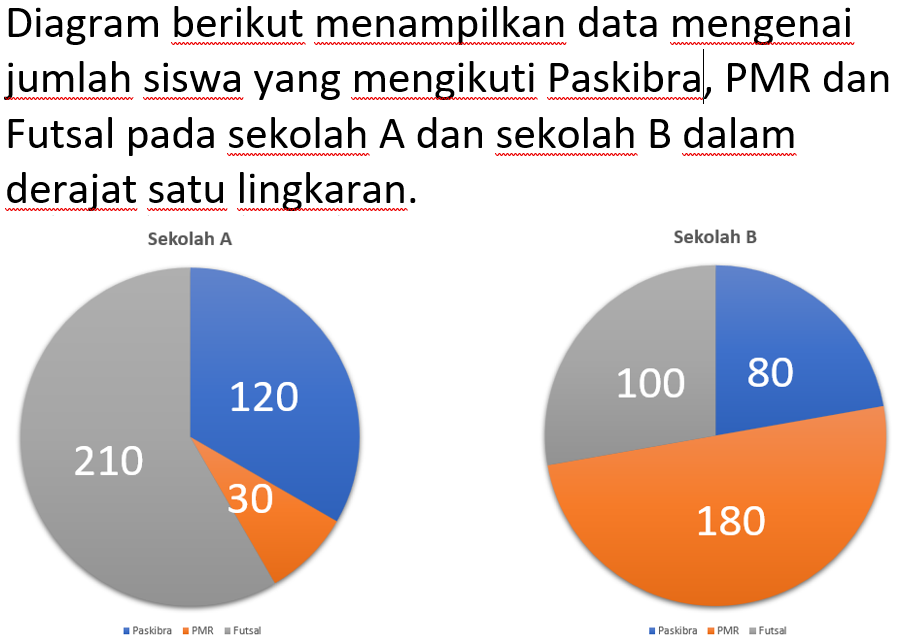 Diagram berikut menampilkan data mengenai
jumlah siswa yang mengikuti Paskibra, PMR dan
Futsal pada sekolah A dan sekolah B dalam
derajat satu lingkaran.
Sekolah A
120
210
30
Paskibra PMR Futsal
Sekolah B
80
100
180
Paskibra PMR Futsal